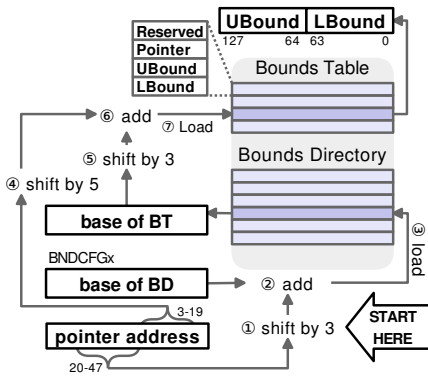 Reserved
Pointer
UBound
LBound
UBound LBound
127 64 63 0
Bounds Table
⑥ add
⑦ Load
⑤ shift by 3
④ shift by 5
Bounds Directory
base of BT
③ load
BNDCFGx
base of BD
② add
3-19
pointer address
20-47
① shift by 3
START
HERE